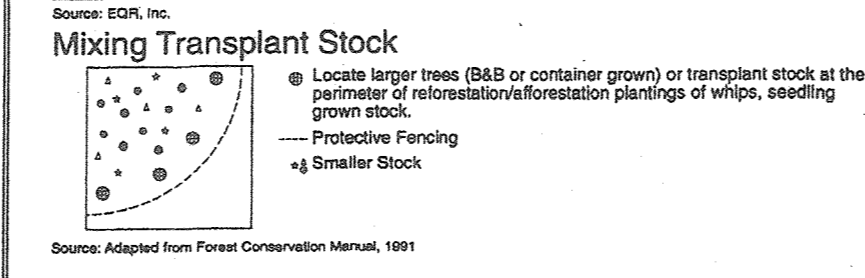 Source: EQR, Inc.
Mixing Transplant Stock
Locate larger trees (B&B or container grown) or transplant stock at the
perimeter of reforestation/afforestation plantings of whips, seedling
grown stock.
Protective Fencing
Smaller Stock
Source: Adapted from Forest Conservation Manual, 1991